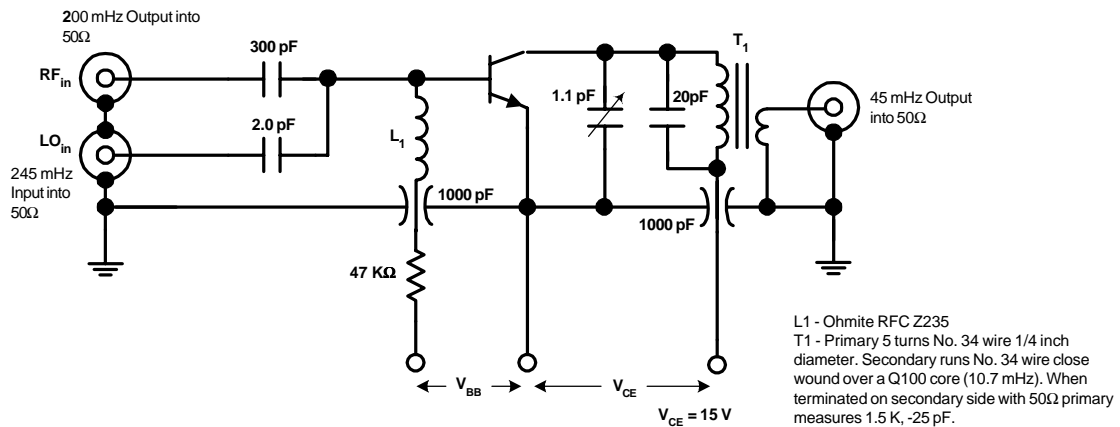 200 mHz Output into
50Ω
RF in
LO in
245 mHz
Input into
50Ω
300 pF
2.0 pF
L1
1000 pF
47 KΩ
1.1 pF
20pF
T1
1000 pF
45 mHz Output
into 50Ω
VBB
VCE
VCE = 15 V
L1 - Ohmite RFC Z235
T1 - Primary 5 turns No. 34 wire 1/4 inch
diameter. Secondary runs No. 34 wire close
wound over a Q100 core (10.7 mHz). When
terminated on secondary side with 50Ω primary
measures 1.5 K, -25 pF.